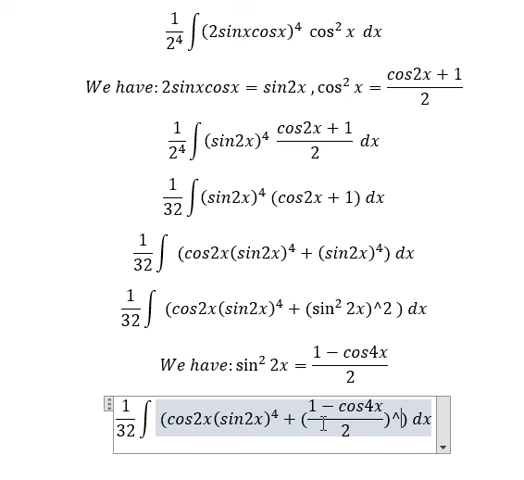 1/2⁴ ∫(2sinxcosx)⁴ cos² x dx
We have: 2sinxcosx = sin2x , cos² x = (cos2x + 1)/2
1/2⁴ ∫(sin2x)⁴ (cos2x + 1)/2 dx
1/32 ∫(sin2x)⁴ (cos2x + 1) dx
1/32 ∫ (cos2x(sin2x)⁴ + (sin2x)⁴) dx
1/32 ∫ (cos2x(sin2x)⁴ + (sin² 2x)^2 ) dx
We have: sin² 2x = (1 − cos4x)/2
1/32 ∫ (cos2x(sin2x)⁴ + ((1 − cos4x)/2)^) dx